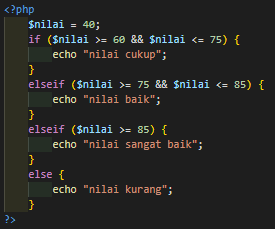 <?php
    $nilai = 40;
    if ($nilai >= 60 && $nilai <= 75) {
        echo "nilai cukup";
    }
    elseif ($nilai >= 75 && $nilai <= 85) {
        echo "nilai baik";
    }
    elseif ($nilai >= 85) {
        echo "nilai sangat baik";
    }
    else {
        echo "nilai kurang";
    }
?>